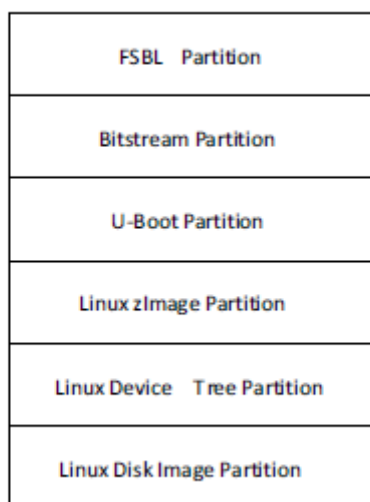 FSBL Partition
Bitstream Partition
U-Boot Partition
Linux zImage Partition
Linux Device Tree Partition
Linux Disk Image Partition